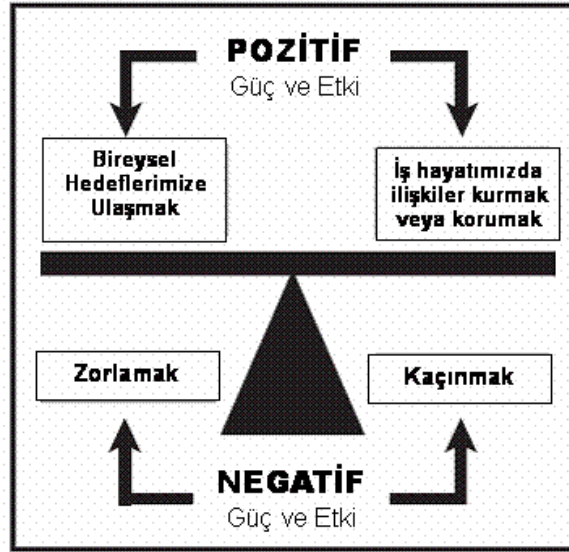 POZİTİF
Güç ve Etki
Bireysel
Hedeflerimize
Ulaşmak
İş hayatımızda
ilişkiler kurmak
veya korumak
Zorlamak
Kaçınmak
NEGATİF
Güç ve Etki